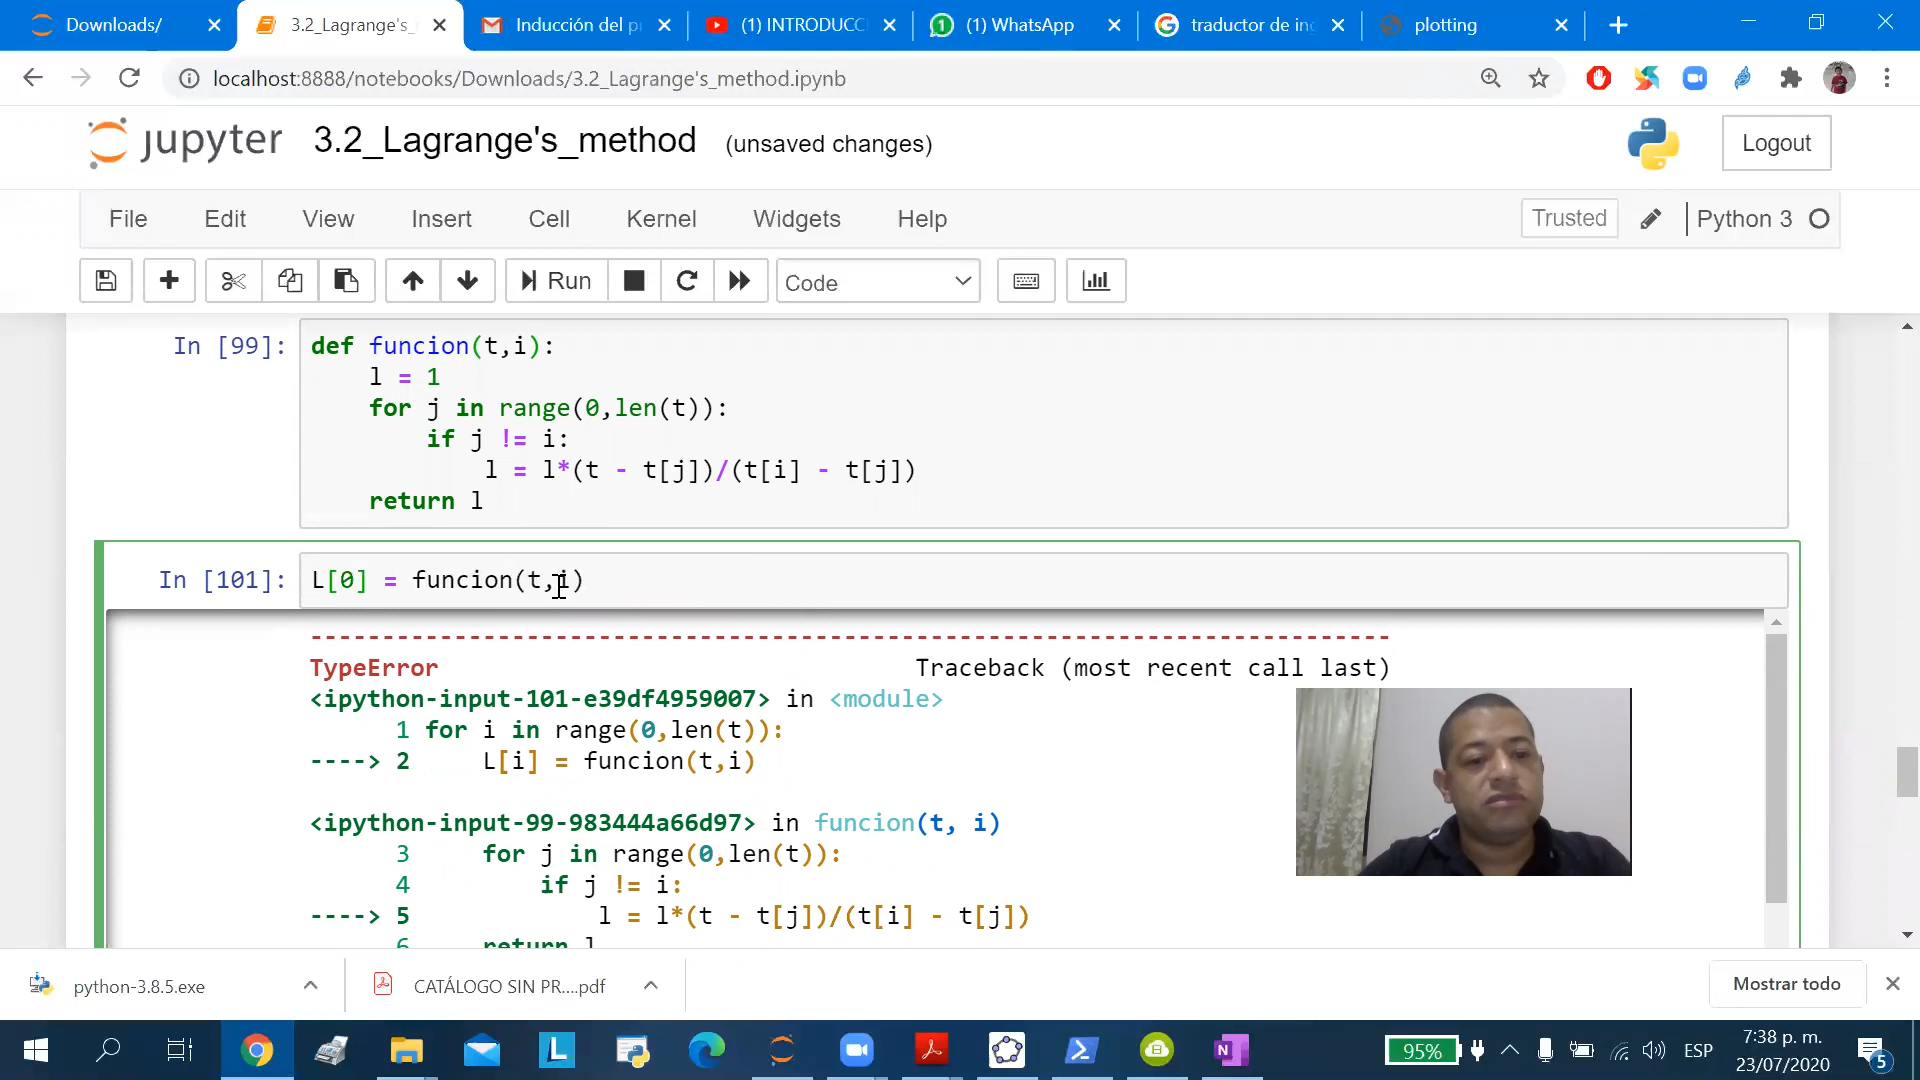 Downloads/
3.2_Lagrange's_
Inducción del p
(1) INTRODUCC
(1) WhatsApp
traductor de in
plotting
localhost:8888/notebooks/Downloads/3.2_Lagrange's_method.ipynb
jupyter 3.2_Lagrange's_method (unsaved changes)
Logout
File Edit View Insert Cell Kernel Widgets Help
Trusted Python 3
Run Code
In [99]:
def funcion(t,i):
l = 1
for j in range(0,len(t)):
if j != i:
l = l*(t - t[j])/(t[i] - t[j])
return l
In [101]:
L[0] = funcion(t,i)
---------------------------------------------------------------------------
TypeError Traceback (most recent call last)
<ipython-input-101-e39df4959007> in <module>
1 for i in range(0,len(t)):
----> 2 L[i] = funcion(t,i)
<ipython-input-99-983444a66d97> in funcion(t, i)
3 for j in range(0,len(t)):
4 if j != i:
----> 5 l = l*(t - t[j])/(t[i] - t[j])
6 return l
python-3.8.5.exe
CATÁLOGO SIN PR....pdf
Mostrar todo
95%
ESP
7:38 p. m.
23/07/2020
5